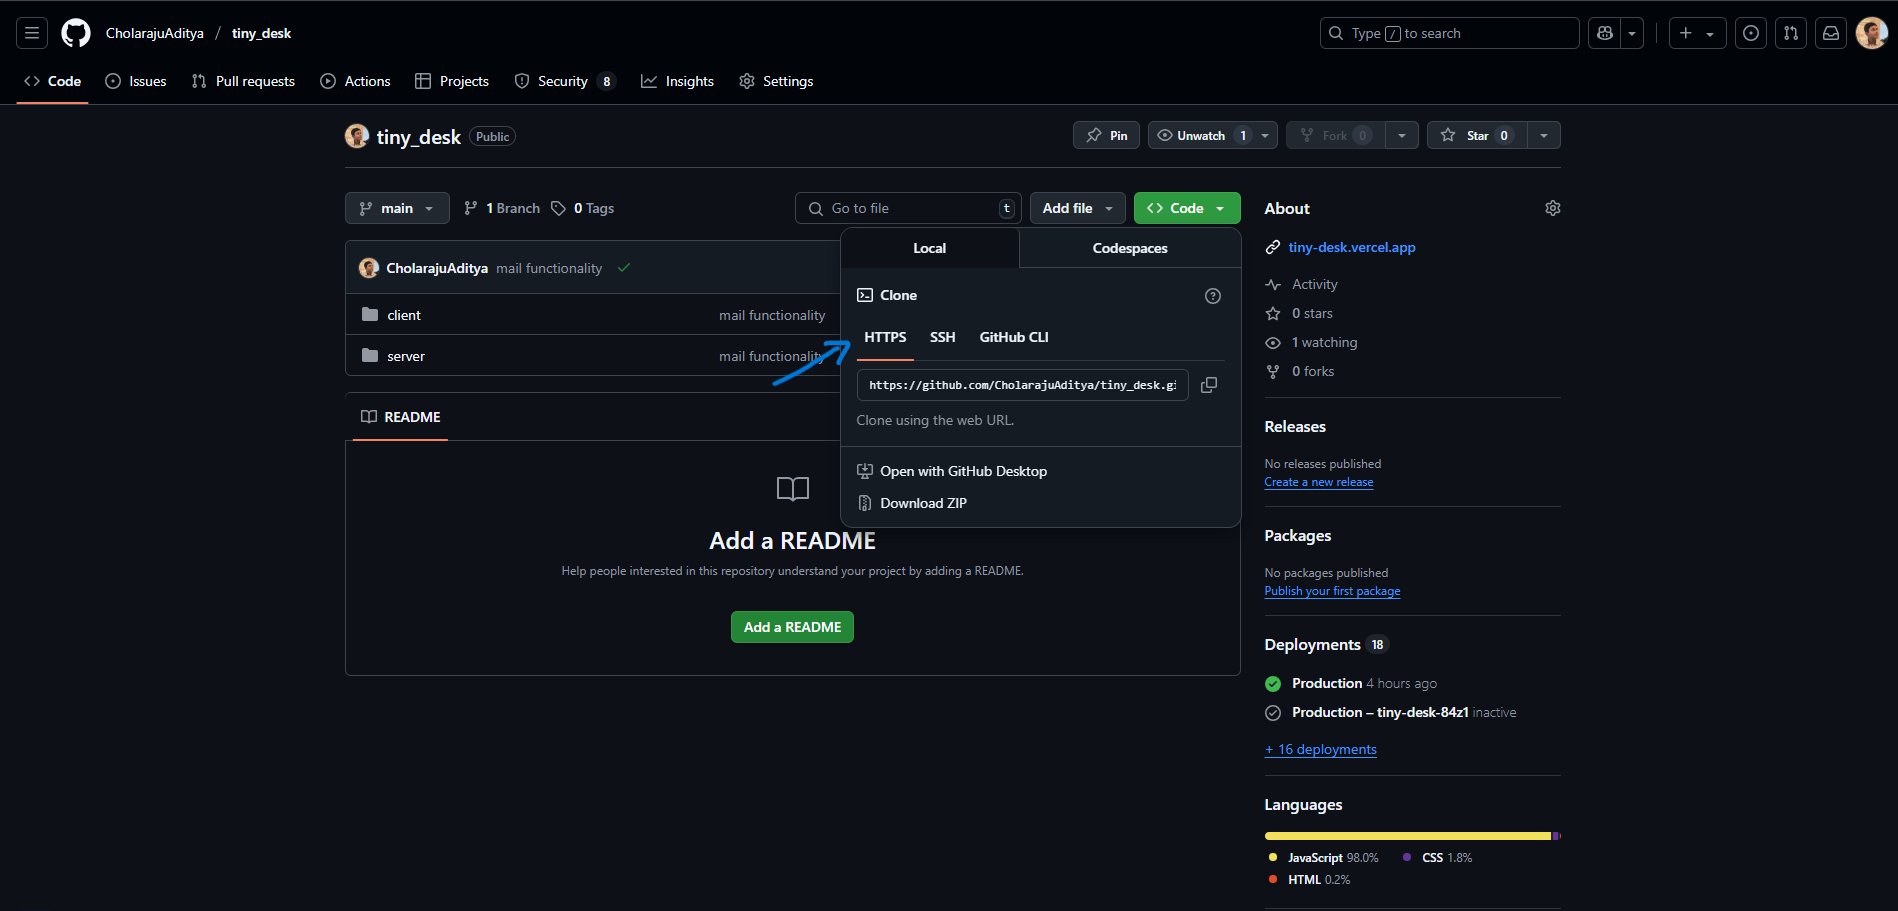 CholarajuAditya / tiny_desk
Type / to search
Code Issues Pull requests Actions Projects Security 8 Insights Settings
tiny_desk Public
Pin Unwatch 1 Fork 0 Star 0
main 1 Branch 0 Tags Go to file t Add file Code
CholarajuAditya mail functionality
client mail functionality
server mail functionality
README
Add a README
Help people interested in this repository understand your project by adding a README.
Add a README
Local Codespaces
Clone
HTTPS SSH GitHub CLI
https://github.com/CholarajuAditya/tiny_desk.gi
Clone using the web URL.
Open with GitHub Desktop
Download ZIP
About
tiny-desk.vercel.app
Activity
0 stars
1 watching
0 forks
Releases
No releases published
Create a new release
Packages
No packages published
Publish your first package
Deployments 18
Production 4 hours ago
Production – tiny-desk-84z1 inactive
+ 16 deployments
Languages
JavaScript 98.0% CSS 1.8%
HTML 0.2%